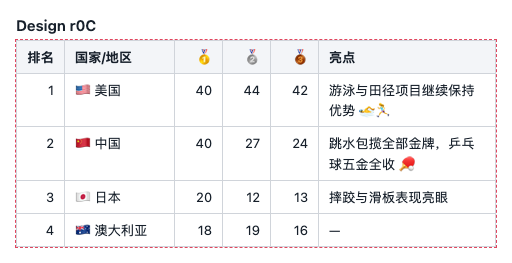 Design r0C
排名 国家/地区 🥇 🥈 🥉 亮点
1 🇺🇸 美国 40 44 42 游泳与田径项目继续保持
优势 🏊🏃
2 🇨🇳 中国 40 27 24 跳水包揽全部金牌，乒乓
球五金全收 🏓
3 🇯🇵 日本 20 12 13 摔跤与滑板表现亮眼
4 🇦🇺 澳大利亚 18 19 16 —